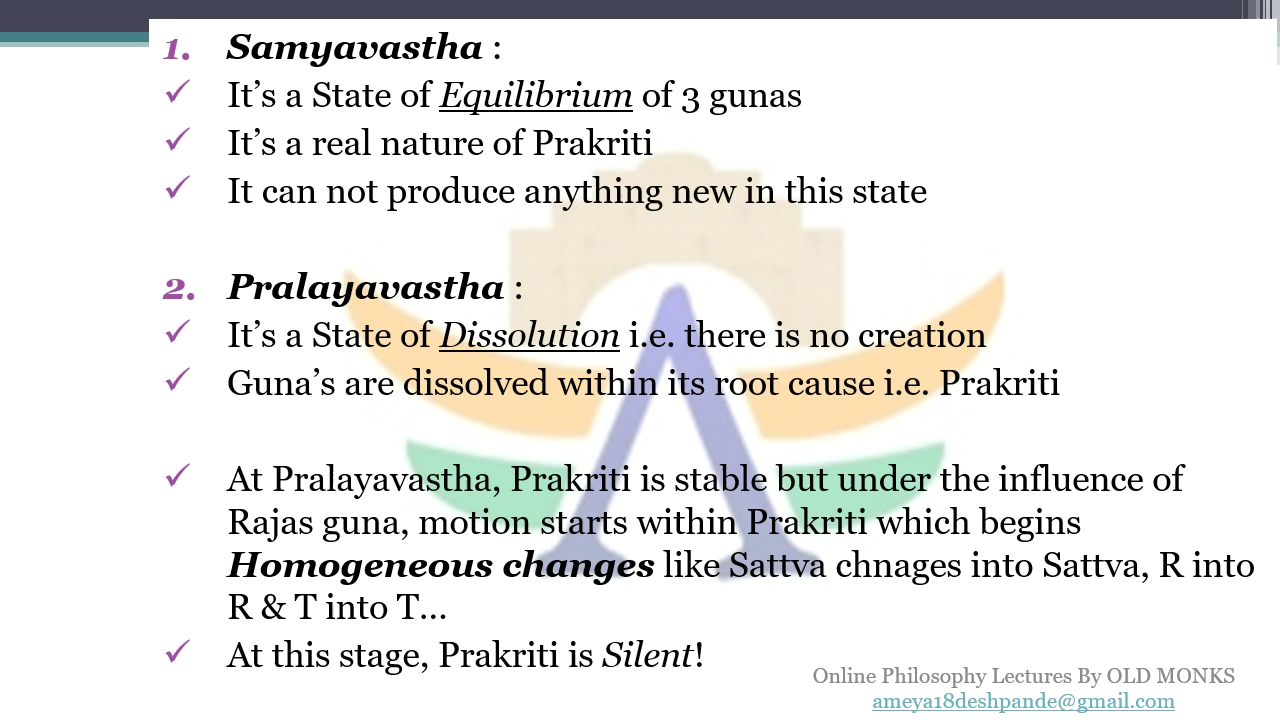 1. Samyavastha :
✓ It’s a State of Equilibrium of 3 gunas
✓ It’s a real nature of Prakriti
✓ It can not produce anything new in this state
2. Pralayavastha :
✓ It’s a State of Dissolution i.e. there is no creation
✓ Guna’s are dissolved within its root cause i.e. Prakriti
✓ At Pralayavastha, Prakriti is stable but under the influence of
Rajas guna, motion starts within Prakriti which begins
Homogeneous changes like Sattva chnages into Sattva, R into
R & T into T...
✓ At this stage, Prakriti is Silent!
Online Philosophy Lectures By OLD MONKS
ameya18deshpande@gmail.com